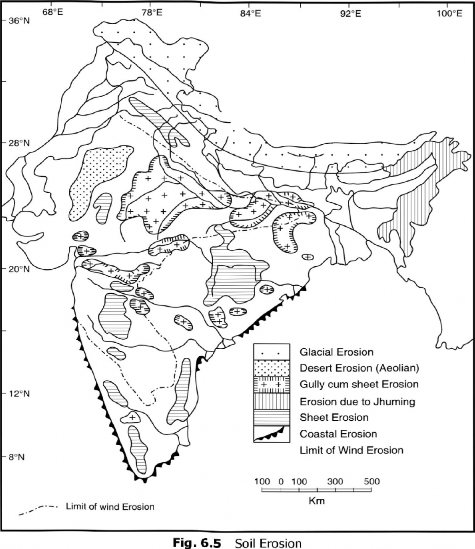 68°E 78°E 84°E 92°E 100°E
36°N
28°N
20°N
12°N
8°N
Glacial Erosion
Desert Erosion (Aeolian)
Gully cum sheet Erosion
Erosion due to Jhuming
Sheet Erosion
Coastal Erosion
Limit of Wind Erosion
100 0 100 300 500
Km
Limit of wind Erosion
Fig. 6.5 Soil Erosion